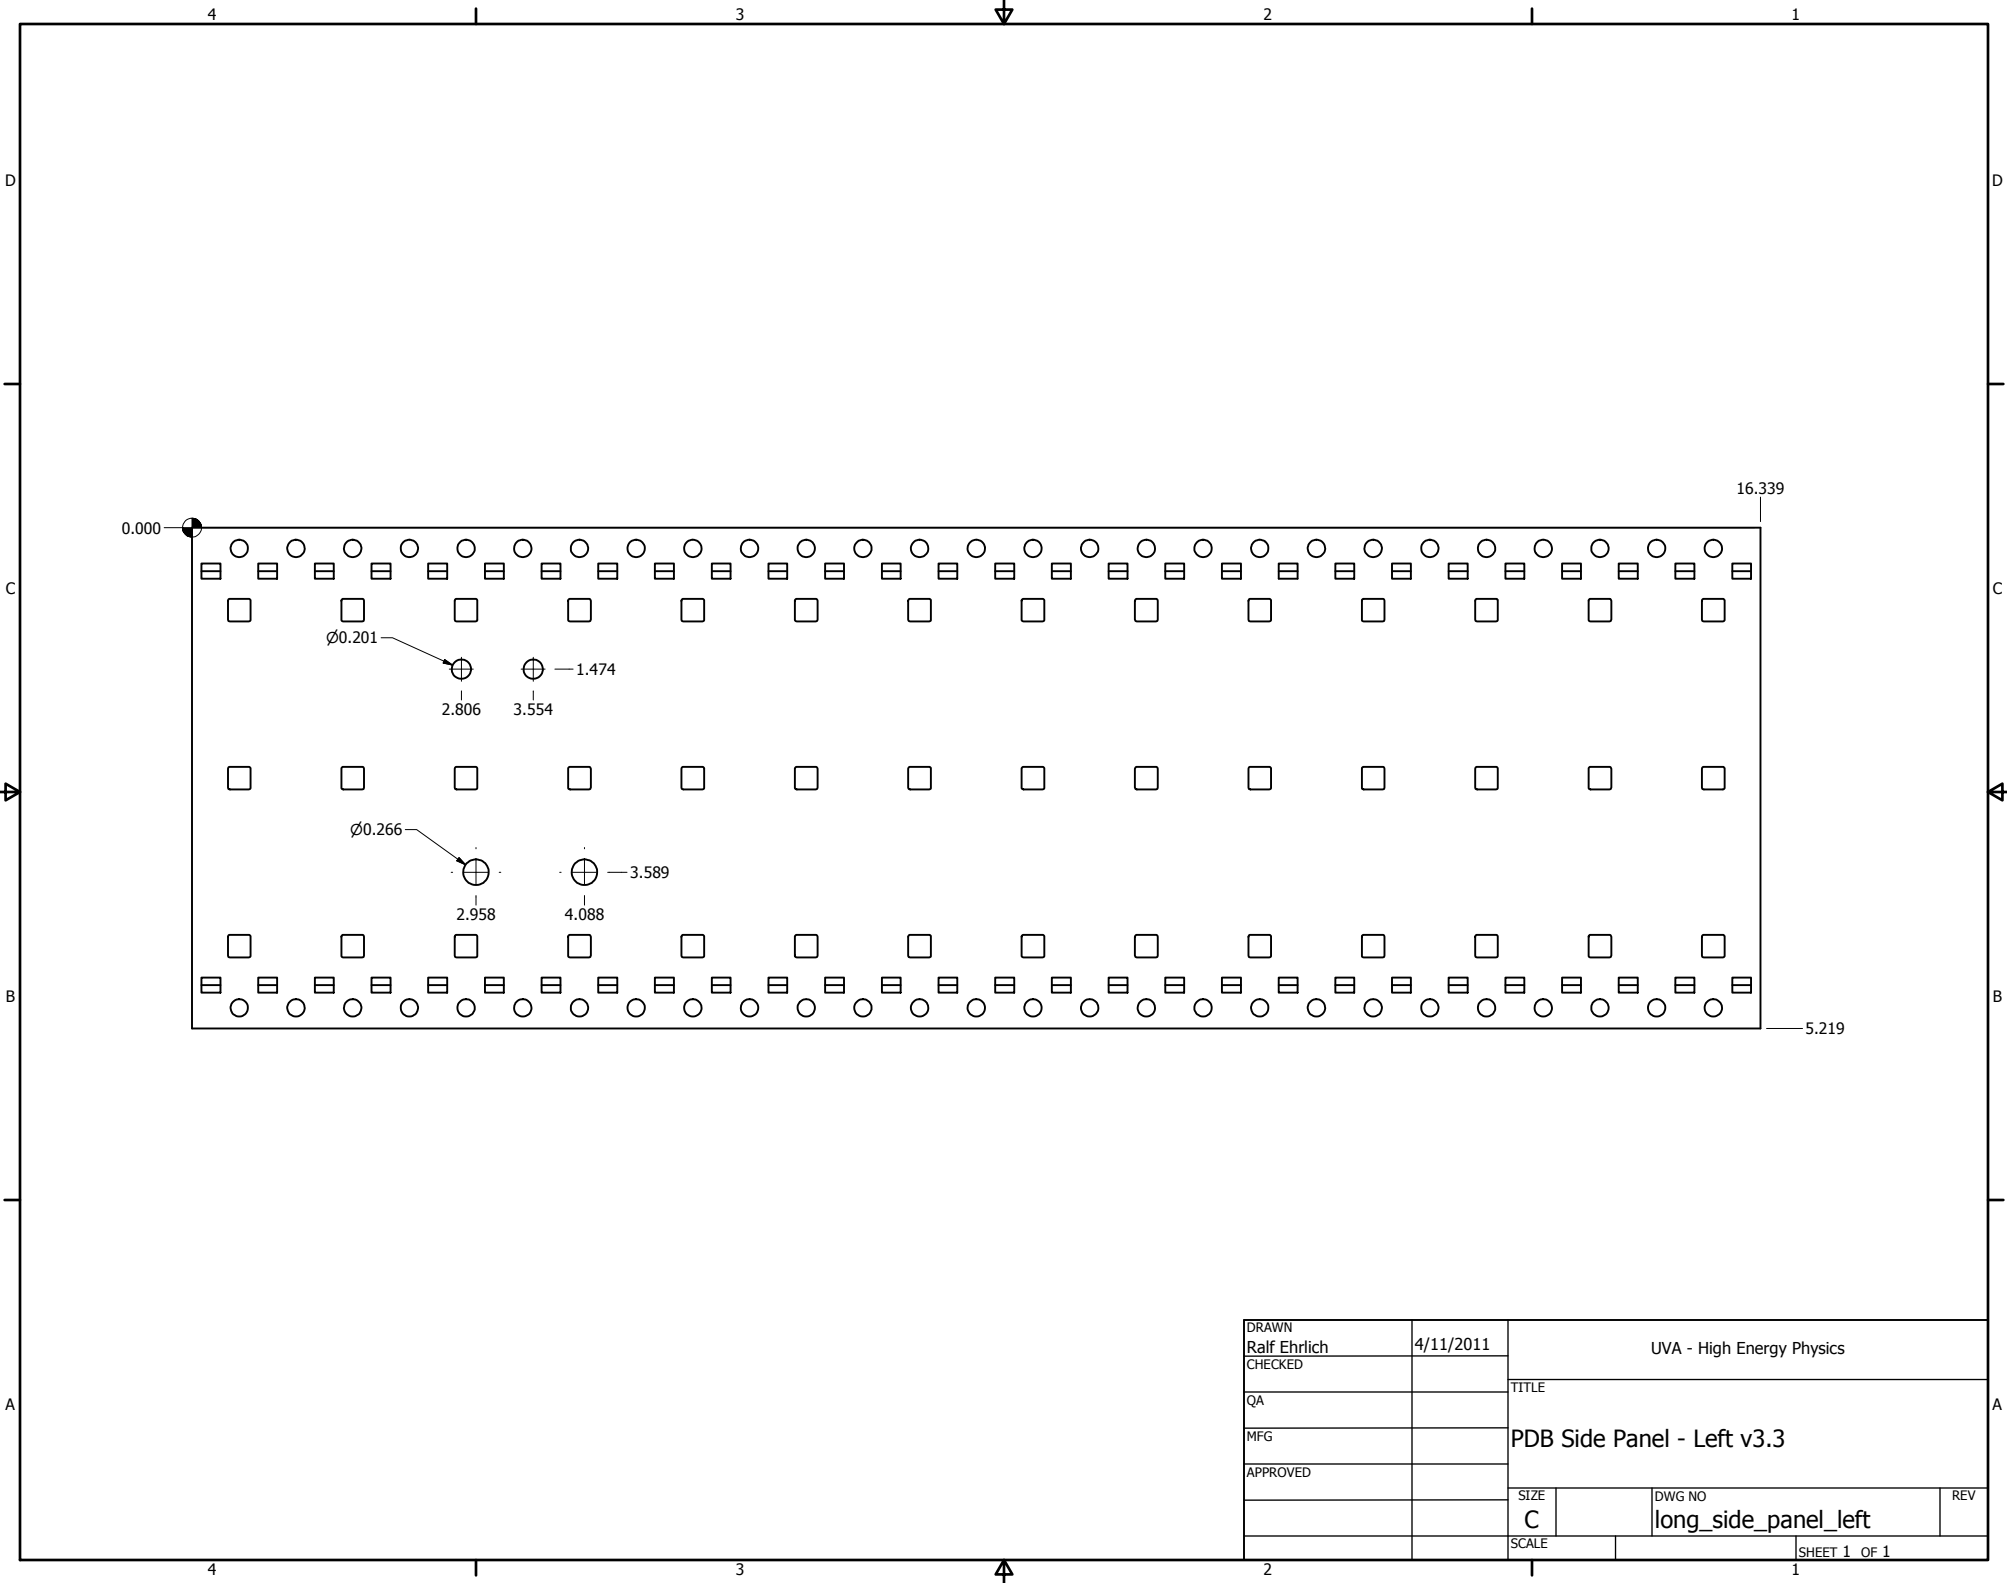 4 3 2 1
D D
16.339
0.000
C C
Ø0.201
1.474
2.806 3.554
Ø0.266
3.589
2.958 4.088
B B
5.219
DRAWN
Ralf Ehrlich 4/11/2011
UVA - High Energy Physics
CHECKED
TITLE
QA
A A
MFG
PDB Side Panel - Left v3.3
APPROVED
SIZE DWG NO REV
C long_side_panel_left
SCALE
SHEET 1 OF 1
4 3 2 1